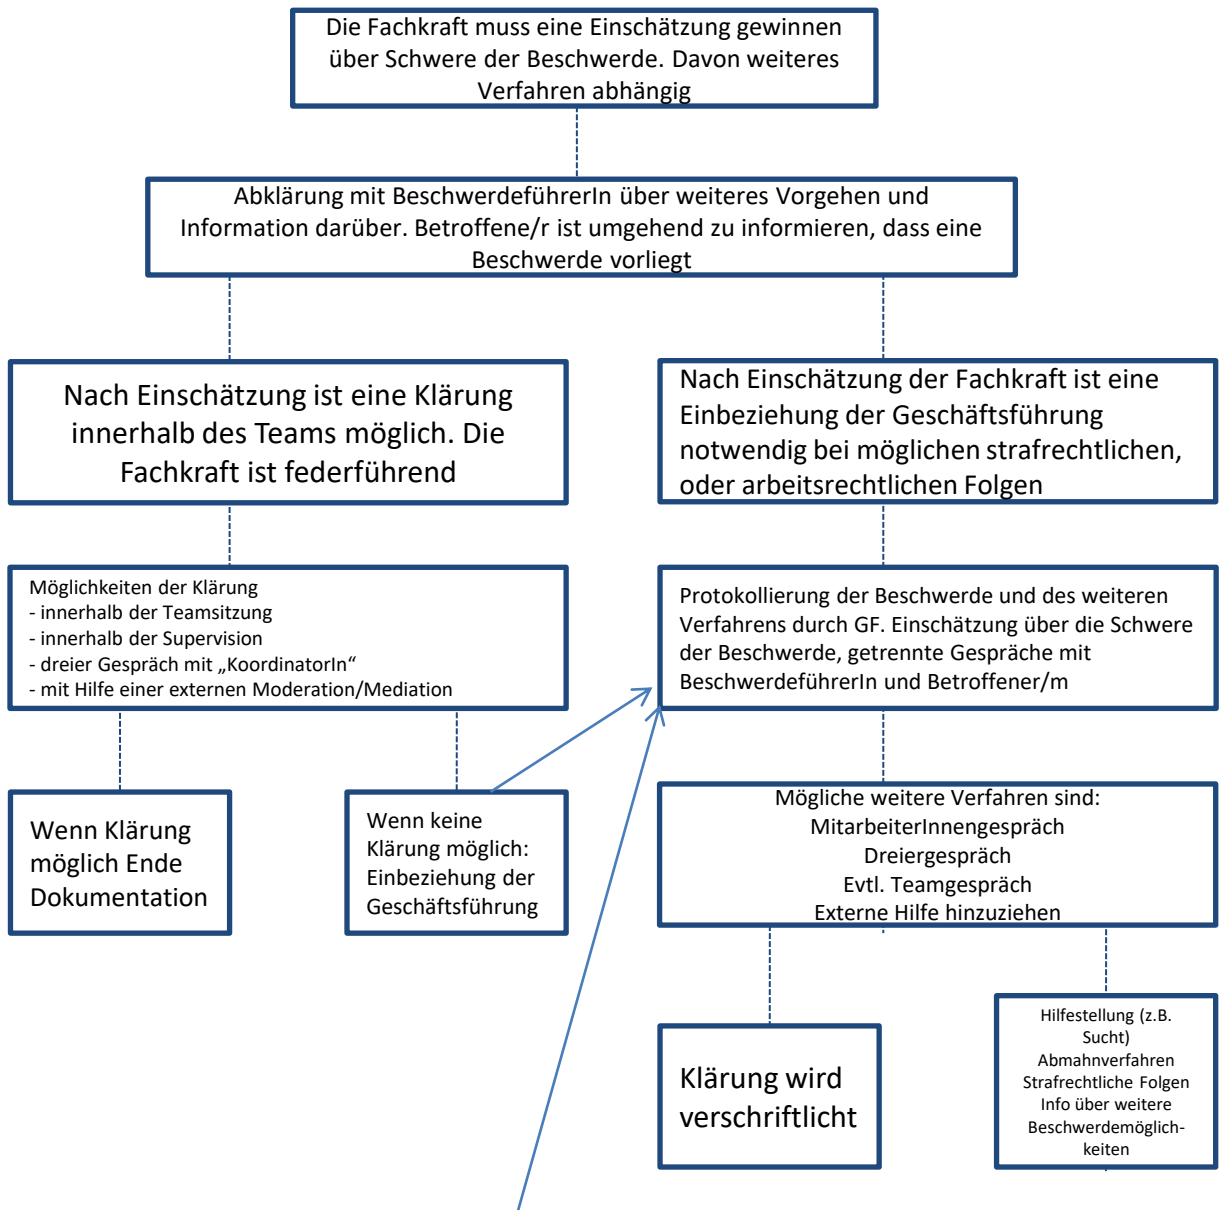 Die Fachkraft muss eine Einschätzung gewinnen
über Schwere der Beschwerde. Davon weiteres
Verfahren abhängig
Abklärung mit BeschwerdeführerIn über weiteres Vorgehen und
Information darüber. Betroffene/r ist umgehend zu informieren, dass eine
Beschwerde vorliegt
Nach Einschätzung ist eine Klärung
innerhalb des Teams möglich. Die
Fachkraft ist federführend
Nach Einschätzung der Fachkraft ist eine
Einbeziehung der Geschäftsführung
notwendig bei möglichen strafrechtlichen,
oder arbeitsrechtlichen Folgen
Möglichkeiten der Klärung
- innerhalb der Teamsitzung
- innerhalb der Supervision
- dreier Gespräch mit „KoordinatorIn“
- mit Hilfe einer externen Moderation/Mediation
Protokollierung der Beschwerde und des weiteren
Verfahrens durch GF. Einschätzung über die Schwere
der Beschwerde, getrennte Gespräche mit
BeschwerdeführerIn und Betroffener/m
Wenn Klärung
möglich Ende
Dokumentation
Wenn keine
Klärung möglich:
Einbeziehung der
Geschäftsführung
Mögliche weitere Verfahren sind:
MitarbeiterInnengespräch
Dreiergespräch
Evtl. Teamgespräch
Externe Hilfe hinzuziehen
Klärung wird
verschriftlicht
Hilfestellung (z.B.
Sucht)
Abmahnverfahren
Strafrechtliche Folgen
Info über weitere
Beschwerdemöglich-
keiten